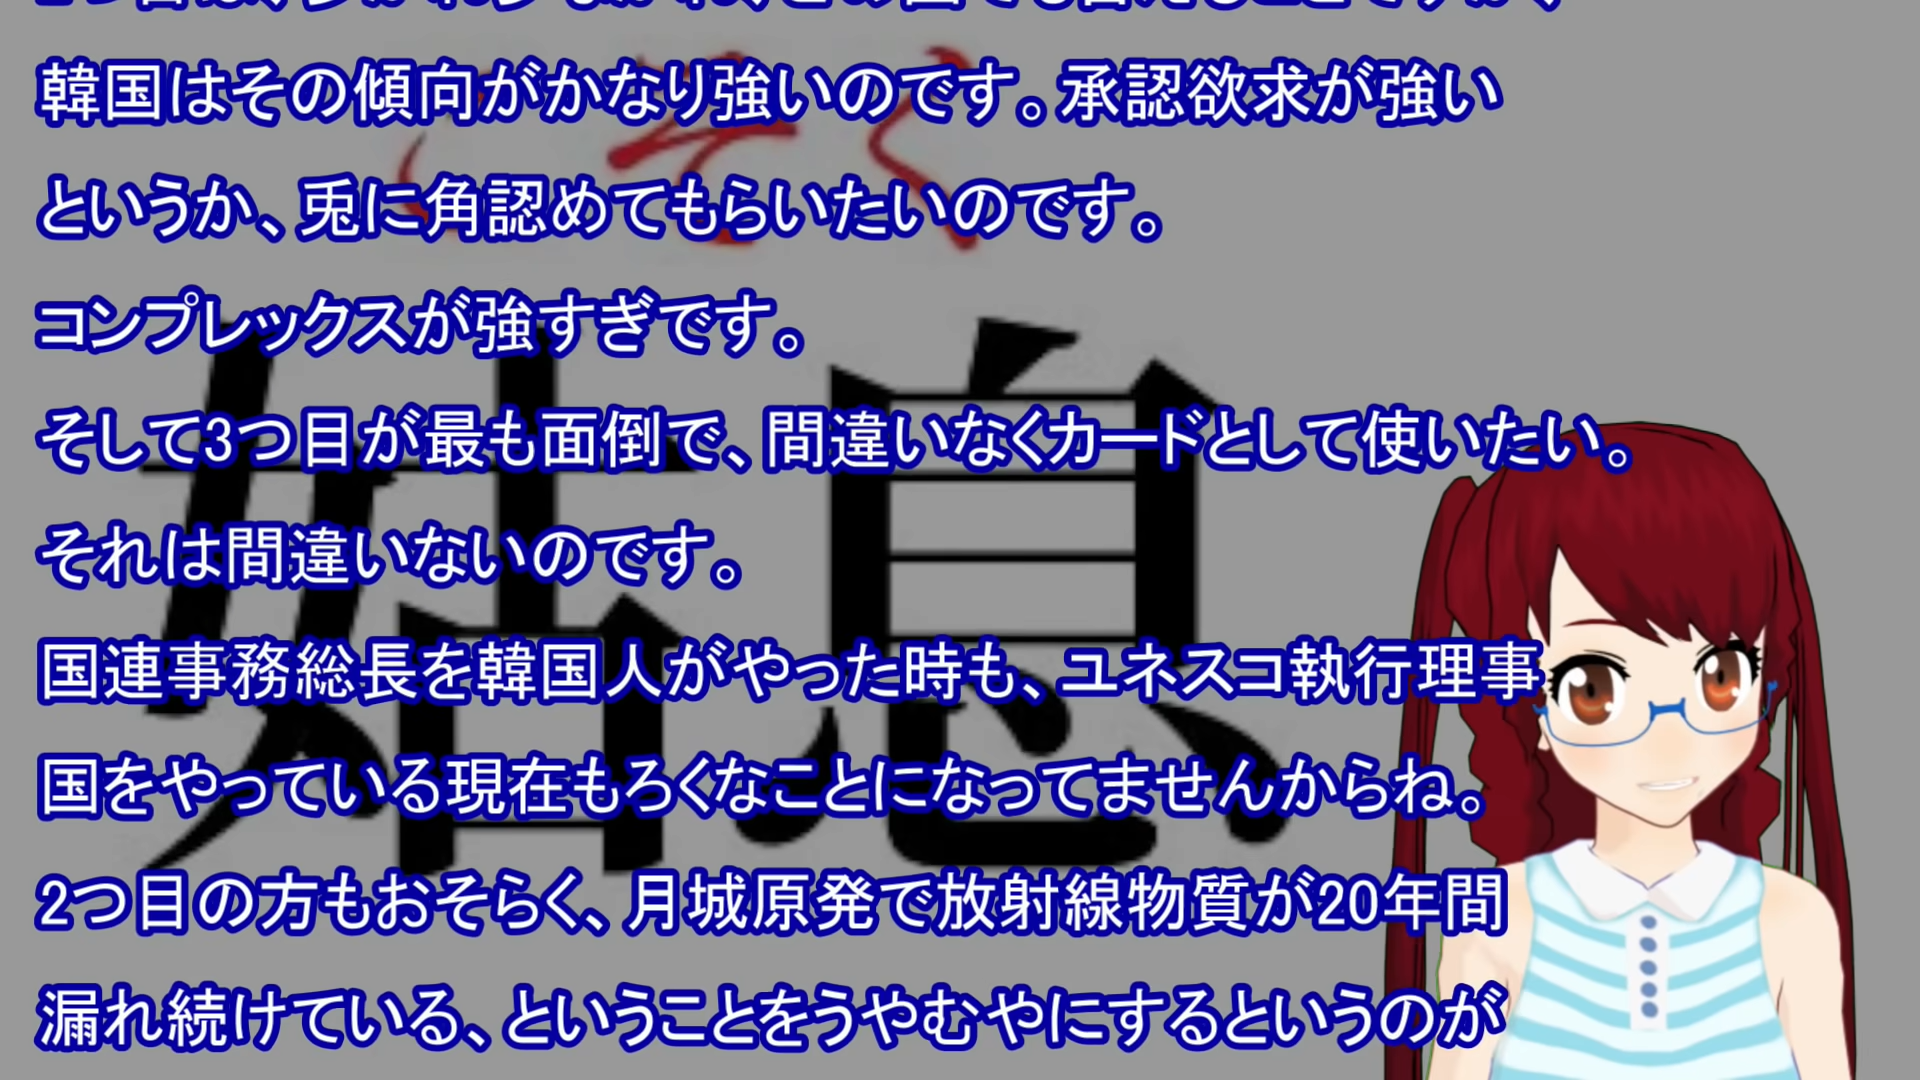 韓国はその傾向がかなり強いのです。承認欲求が強い
というか、兎に角認めてもらいたいのです。
コンプレックスが強すぎです。
そして3つ目が最も面倒で、間違いなくカードとして使いたい。
それは間違いないのです。
国連事務総長を韓国人がやった時も、ユネスコ執行理事
国をやっている現在もろくなことになってませんからね。
2つ目の方もおそらく、月城原発で放射線物質が20年間
漏れ続けている、ということをうやむやにするというのが
こそく
姑息